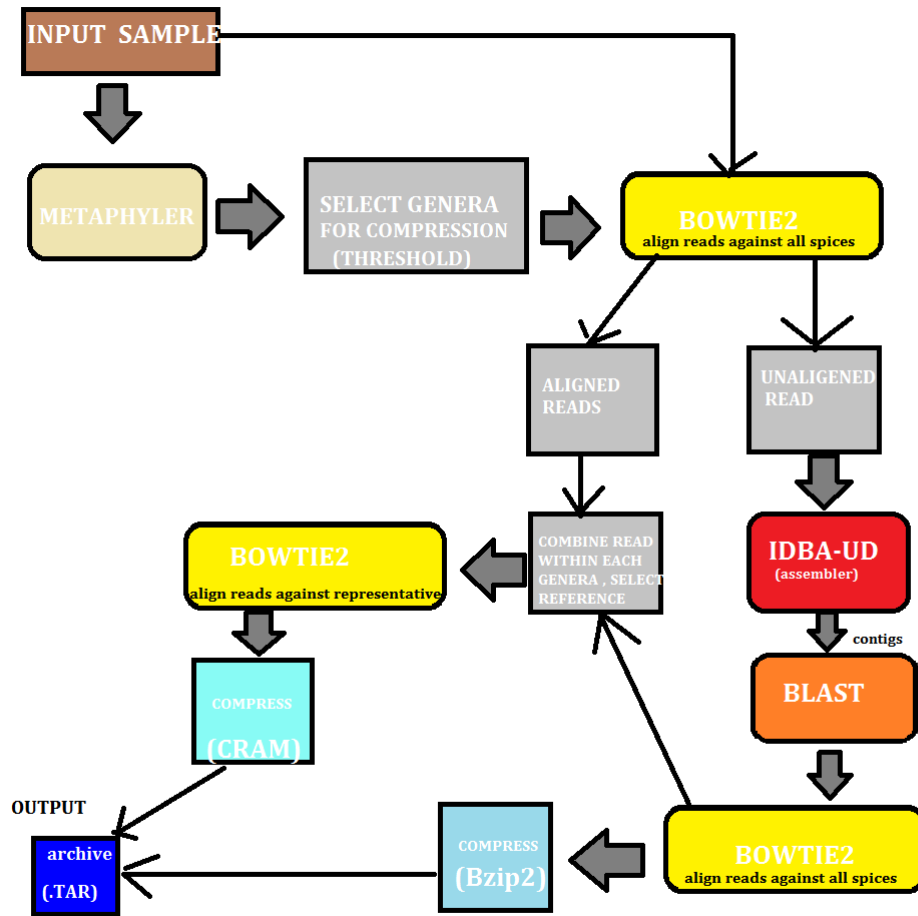 INPUT SAMPLE
METAPHYLER
SELECT GENERA
FOR COMPRESSION
(THRESHOLD)
BOWTIE2
align reads against all spices
ALIGNED
READS
UNALIGENED
READ
COMBINE READ
WITHIN EACH
GENERA , SELECT
REFERENCE
BOWTIE2
align reads against representative
IDBA-UD
(assembler)
contigs
BLAST
COMPRESS
(CRAM)
OUTPUT
archive
(.TAR)
COMPRESS
(Bzip2)
BOWTIE2
align reads against all spices